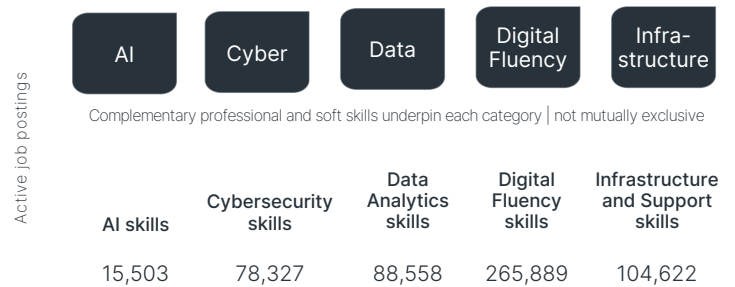 AI
Cyber
Data
Digital
Fluency
Infra-
structure
Complementary professional and soft skills underpin each category | not mutually exclusive
Active job postings
AI skills
Cybersecurity
skills
Data
Analytics
skills
Digital
Fluency
skills
Infrastructure
and Support
skills
15,503
78,327
88,558
265,889
104,622